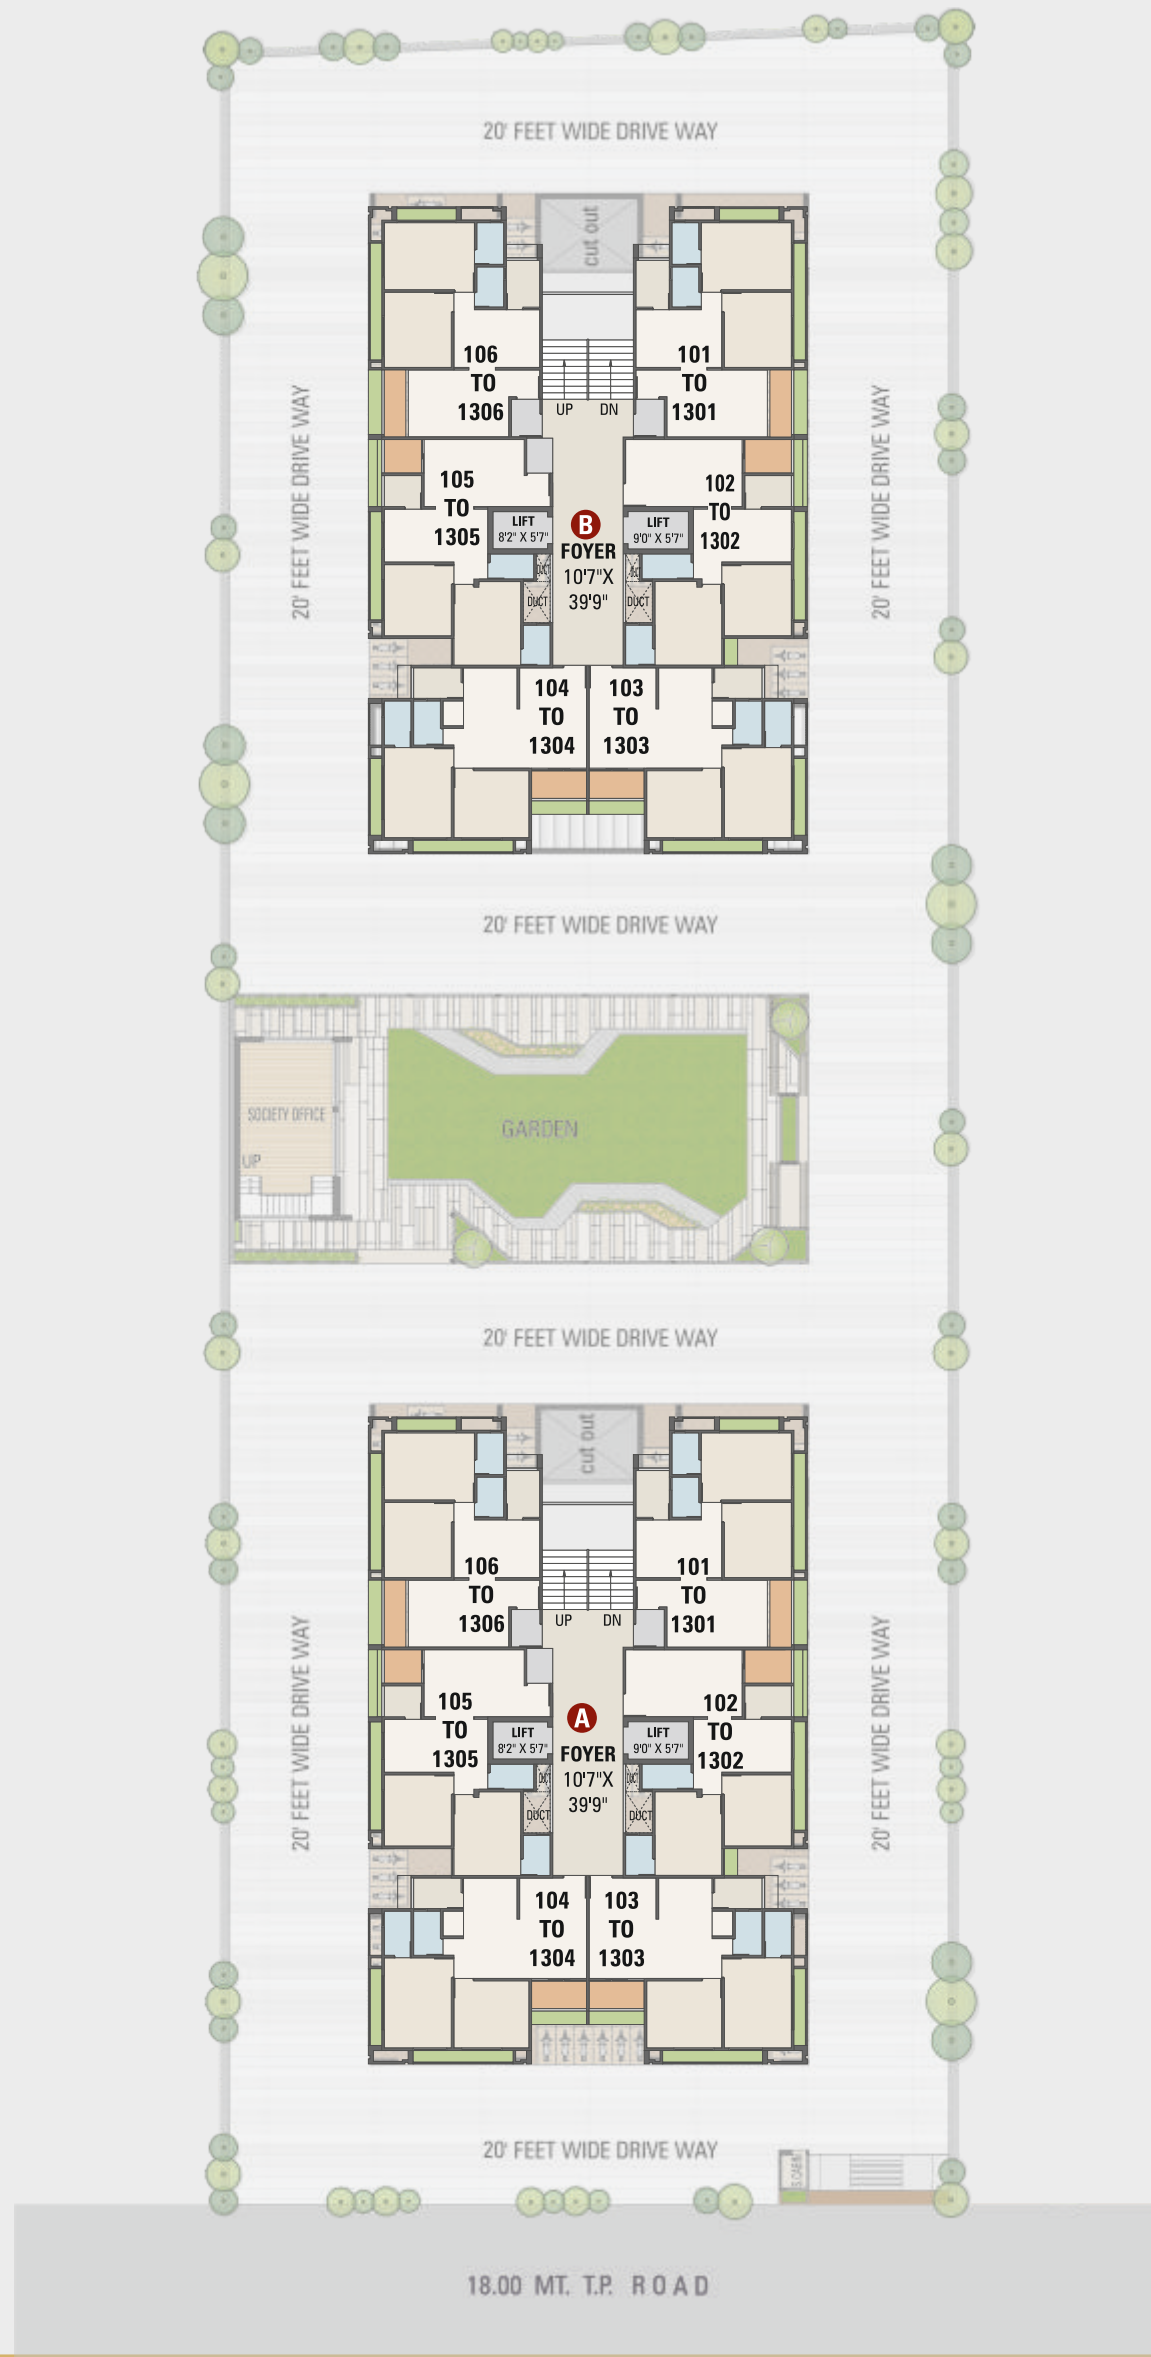 20' FEET WIDE DRIVE WAY
cut out
106
TO
1306
101
TO
1301
UP
DN
20' FEET WIDE DRIVE WAY
20' FEET WIDE DRIVE WAY
105
TO
1305
102
TO
1302
LIFT
8'2" X 5'7"
LIFT
9'0" X 5'7"
B
FOYER
10'7"X
39'9"
DUCT
DUCT
DUCT
DUCT
104
TO
1304
103
TO
1303
20' FEET WIDE DRIVE WAY
SOCIETY OFFICE
UP
GARDEN
20' FEET WIDE DRIVE WAY
cut out
106
TO
1306
101
TO
1301
UP
DN
20' FEET WIDE DRIVE WAY
20' FEET WIDE DRIVE WAY
105
TO
1305
102
TO
1302
LIFT
8'2" X 5'7"
LIFT
9'0" X 5'7"
A
FOYER
10'7"X
39'9"
DUCT
DUCT
DUCT
DUCT
104
TO
1304
103
TO
1303
20' FEET WIDE DRIVE WAY
S.CABIN
18.00 MT. T.P. ROAD